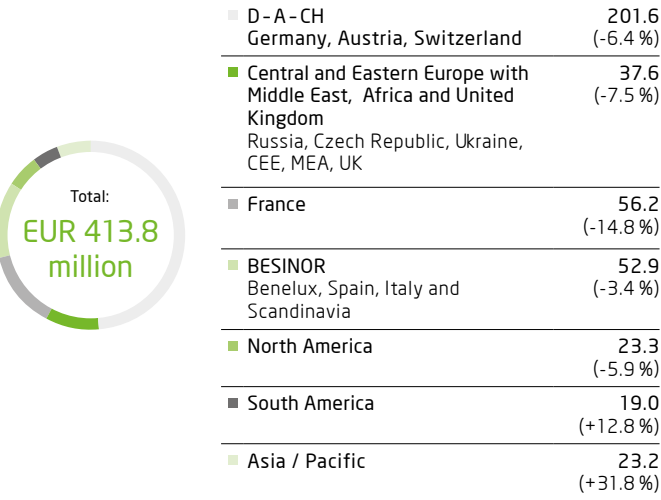 Total:
EUR 413.8
million
D-A-CH 201.6
Germany, Austria, Switzerland (-6.4 %)
Central and Eastern Europe with 37.6
Middle East, Africa and United (-7.5 %)
Kingdom
Russia, Czech Republic, Ukraine,
CEE, MEA, UK
France 56.2
(-14.8 %)
BESINOR 52.9
Benelux, Spain, Italy and (-3.4 %)
Scandinavia
North America 23.3
(-5.9 %)
South America 19.0
(+12.8 %)
Asia / Pacific 23.2
(+31.8 %)